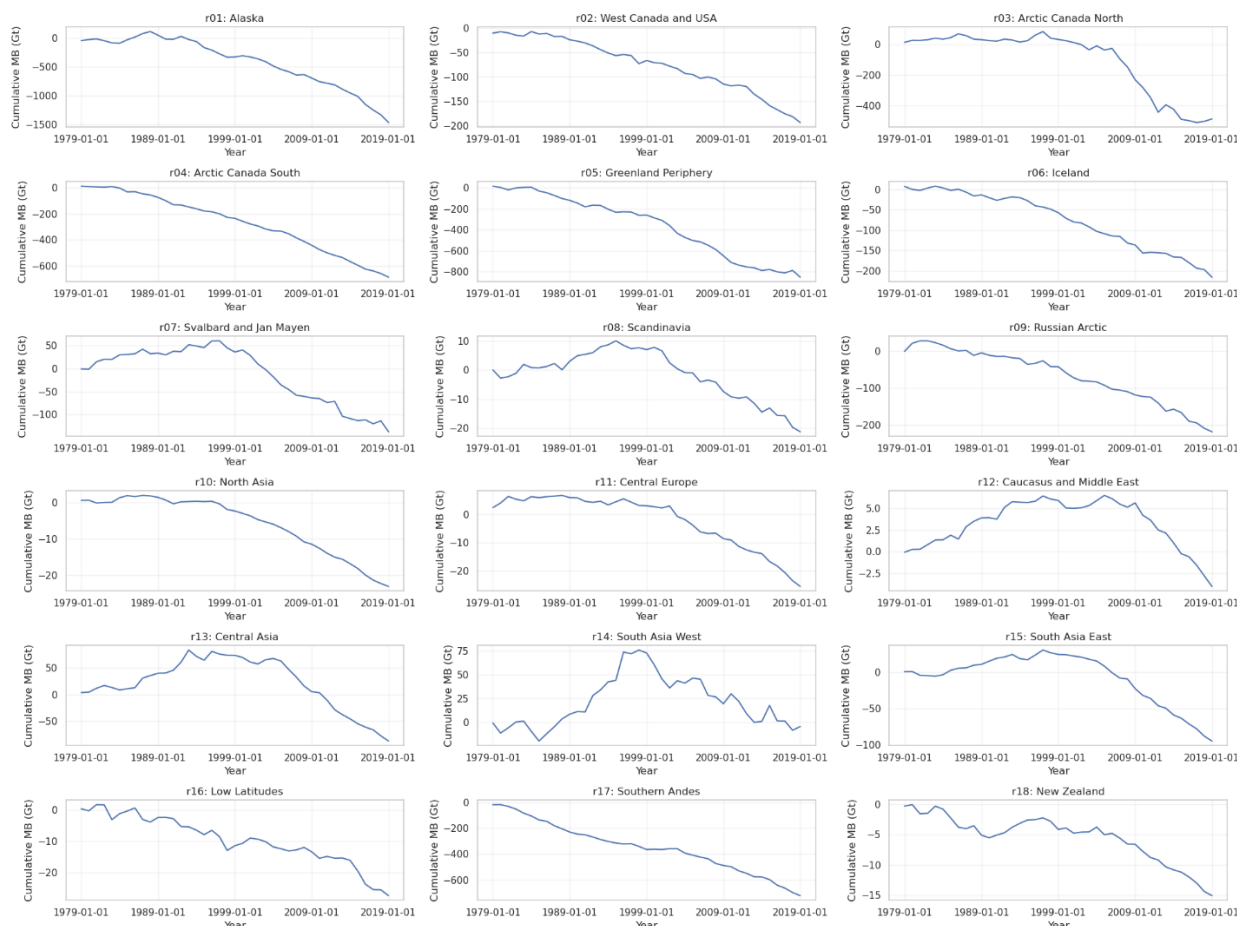 r01: Alaska
Cumulative MB (Gt)
0
−500
−1000
−1500
1979-01-01 1989-01-01 1999-01-01 2009-01-01 2019-01-01
Year
r02: West Canada and USA
Cumulative MB (Gt)
0
−50
−100
−150
−200
1979-01-01 1989-01-01 1999-01-01 2009-01-01 2019-01-01
Year
r03: Arctic Canada North
Cumulative MB (Gt)
0
−200
−400
1979-01-01 1989-01-01 1999-01-01 2009-01-01 2019-01-01
Year
r04: Arctic Canada South
Cumulative MB (Gt)
0
−200
−400
−600
1979-01-01 1989-01-01 1999-01-01 2009-01-01 2019-01-01
Year
r05: Greenland Periphery
Cumulative MB (Gt)
0
−200
−400
−600
−800
1979-01-01 1989-01-01 1999-01-01 2009-01-01 2019-01-01
Year
r06: Iceland
Cumulative MB (Gt)
0
−50
−100
−150
−200
1979-01-01 1989-01-01 1999-01-01 2009-01-01 2019-01-01
Year
r07: Svalbard and Jan Mayen
Cumulative MB (Gt)
50
0
−50
−100
1979-01-01 1989-01-01 1999-01-01 2009-01-01 2019-01-01
Year
r08: Scandinavia
Cumulative MB (Gt)
10
0
−10
−20
1979-01-01 1989-01-01 1999-01-01 2009-01-01 2019-01-01
Year
r09: Russian Arctic
Cumulative MB (Gt)
0
−100
−200
1979-01-01 1989-01-01 1999-01-01 2009-01-01 2019-01-01
Year
r10: North Asia
Cumulative MB (Gt)
0
−10
−20
1979-01-01 1989-01-01 1999-01-01 2009-01-01 2019-01-01
Year
r11: Central Europe
Cumulative MB (Gt)
0
−10
−20
1979-01-01 1989-01-01 1999-01-01 2009-01-01 2019-01-01
Year
r12: Caucasus and Middle East
Cumulative MB (Gt)
5.0
2.5
0.0
−2.5
1979-01-01 1989-01-01 1999-01-01 2009-01-01 2019-01-01
Year
r13: Central Asia
Cumulative MB (Gt)
50
0
−50
1979-01-01 1989-01-01 1999-01-01 2009-01-01 2019-01-01
Year
r14: South Asia West
Cumulative MB (Gt)
75
50
25
0
1979-01-01 1989-01-01 1999-01-01 2009-01-01 2019-01-01
Year
r15: South Asia East
Cumulative MB (Gt)
0
−50
−100
1979-01-01 1989-01-01 1999-01-01 2009-01-01 2019-01-01
Year
r16: Low Latitudes
Cumulative MB (Gt)
0
−10
−20
1979-01-01 1989-01-01 1999-01-01 2009-01-01 2019-01-01
Year
r17: Southern Andes
Cumulative MB (Gt)
0
−200
−400
−600
1979-01-01 1989-01-01 1999-01-01 2009-01-01 2019-01-01
Year
r18: New Zealand
Cumulative MB (Gt)
0
−5
−10
−15
1979-01-01 1989-01-01 1999-01-01 2009-01-01 2019-01-01
Year